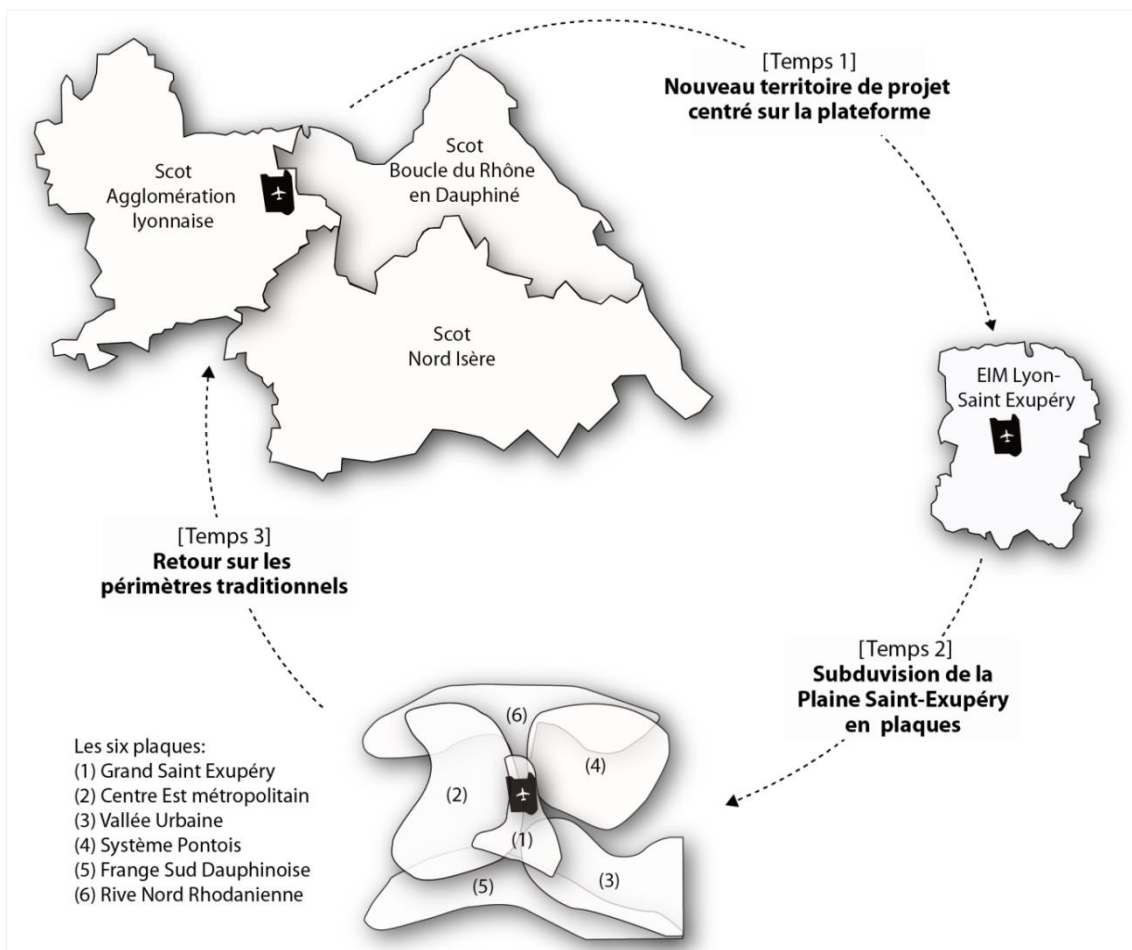 [Temps 1]
Nouveau territoire de projet
centré sur la plateforme
Scot
Agglomération
lyonnaise
Scot
Boucle du Rhône
en Dauphiné
Scot
Nord Isère
EIM Lyon-
Saint Exupéry
[Temps 2]
Subduvision de la
Plaine Saint-Exupéry
en plaques
[Temps 3]
Retour sur les
périmètres traditionnels
Les six plaques:
(1) Grand Saint Exupéry
(2) Centre Est métropolitain
(3) Vallée Urbaine
(4) Système Pontois
(5) Frange Sud Dauphinoise
(6) Rive Nord Rhodanienne
(6)
(4)
(2)
(1)
(3)
(5)